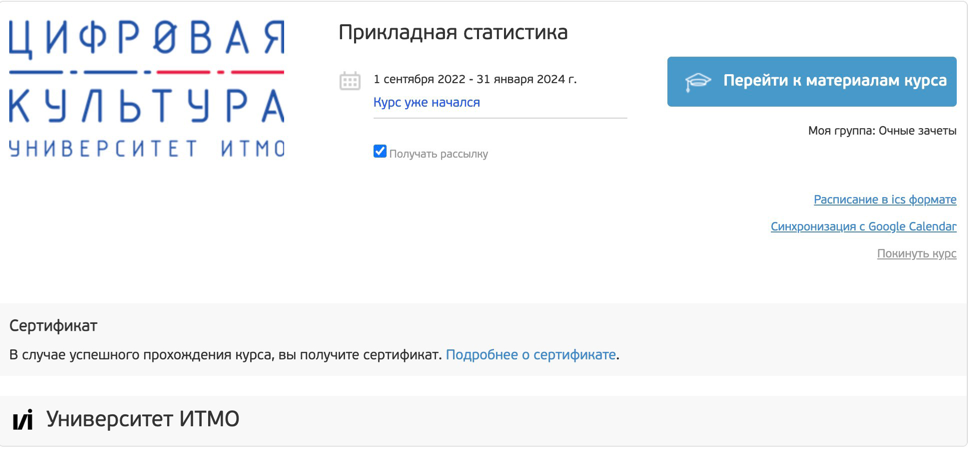 ЦИФРОВАЯ
КУЛЬТУРА
УНИВЕРСИТЕТ ИТМО
Прикладная статистика
1 сентября 2022 - 31 января 2024 г.
Курс уже начался
Получать рассылку
Перейти к материалам курса
Моя группа: Очные зачеты
Расписание в ics формате
Синхронизация с Google Calendar
Покинуть курс
Сертификат
В случае успешного прохождения курса, вы получите сертификат. Подробнее о сертификате.
Университет ИТМО